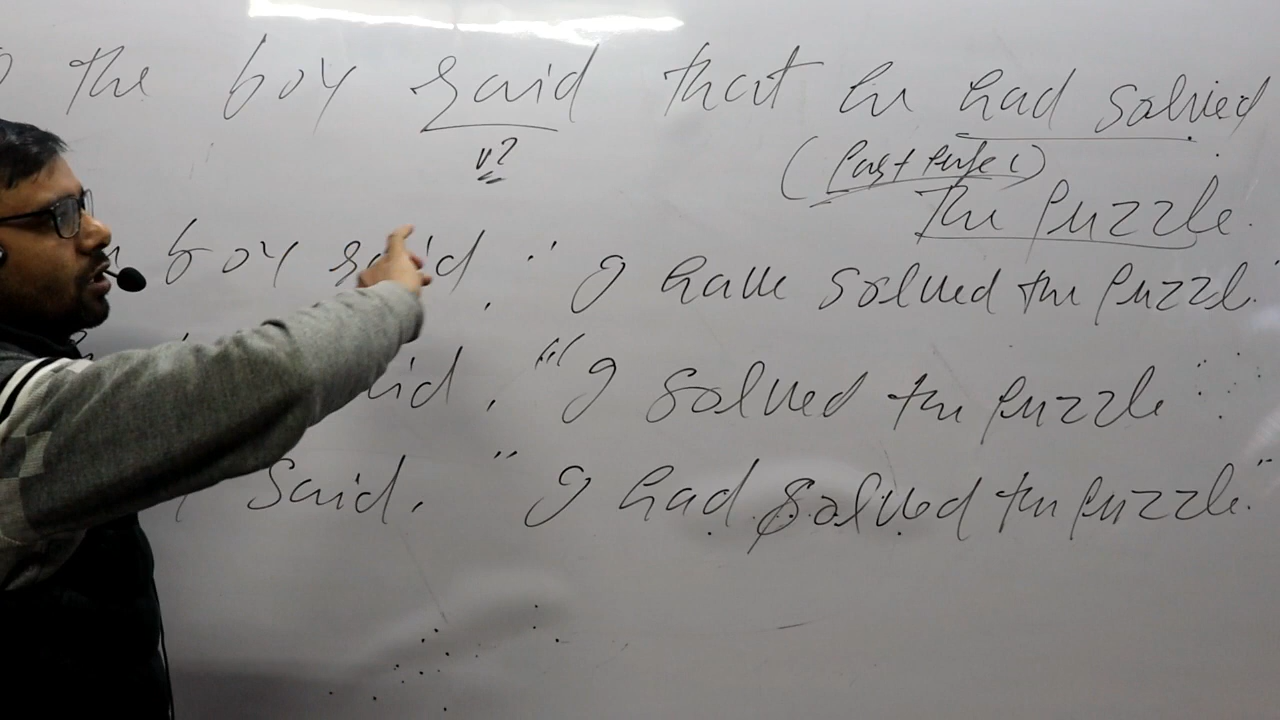 the boy said that he had solved
v2
(Past Perfect)
The Puzzle.
boy said, "I have solved the Puzzle."
said, "I solved the Puzzle".
said, "I had solved the Puzzle."